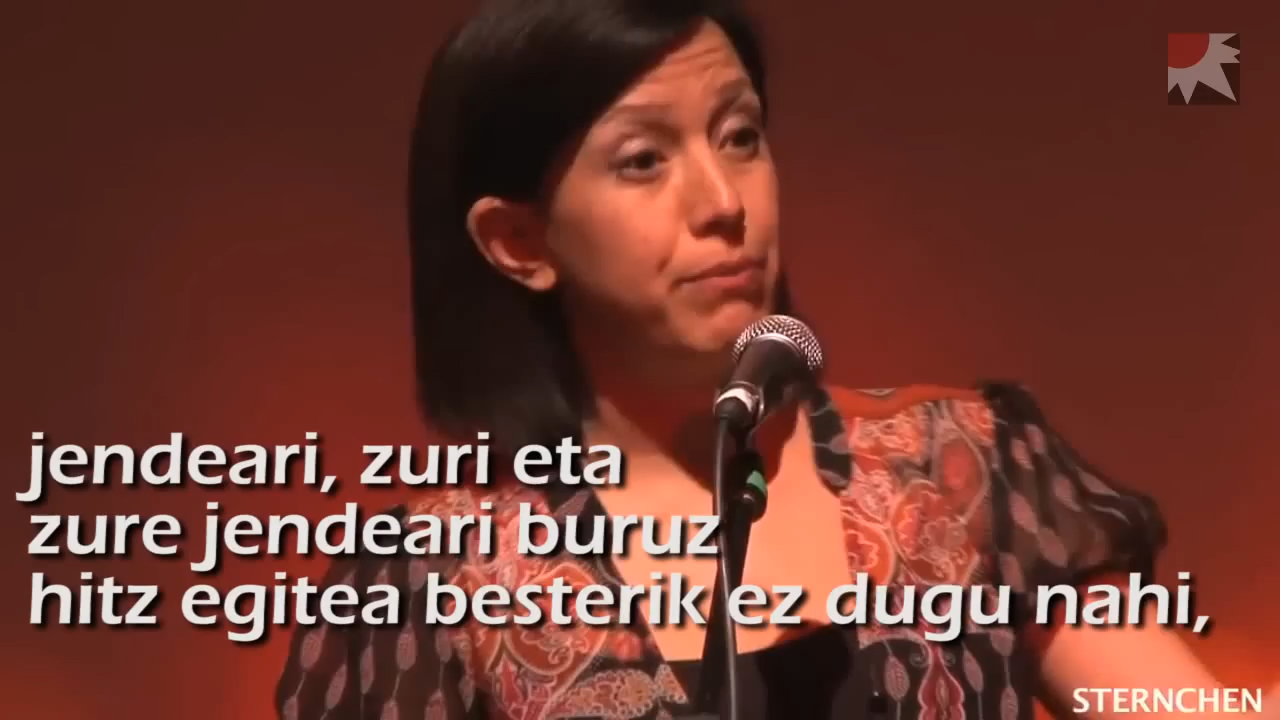 jendeari, zuri eta
zure jendeari buruz
hitz egitea besterik ez dugu nahi,
STERNCHEN